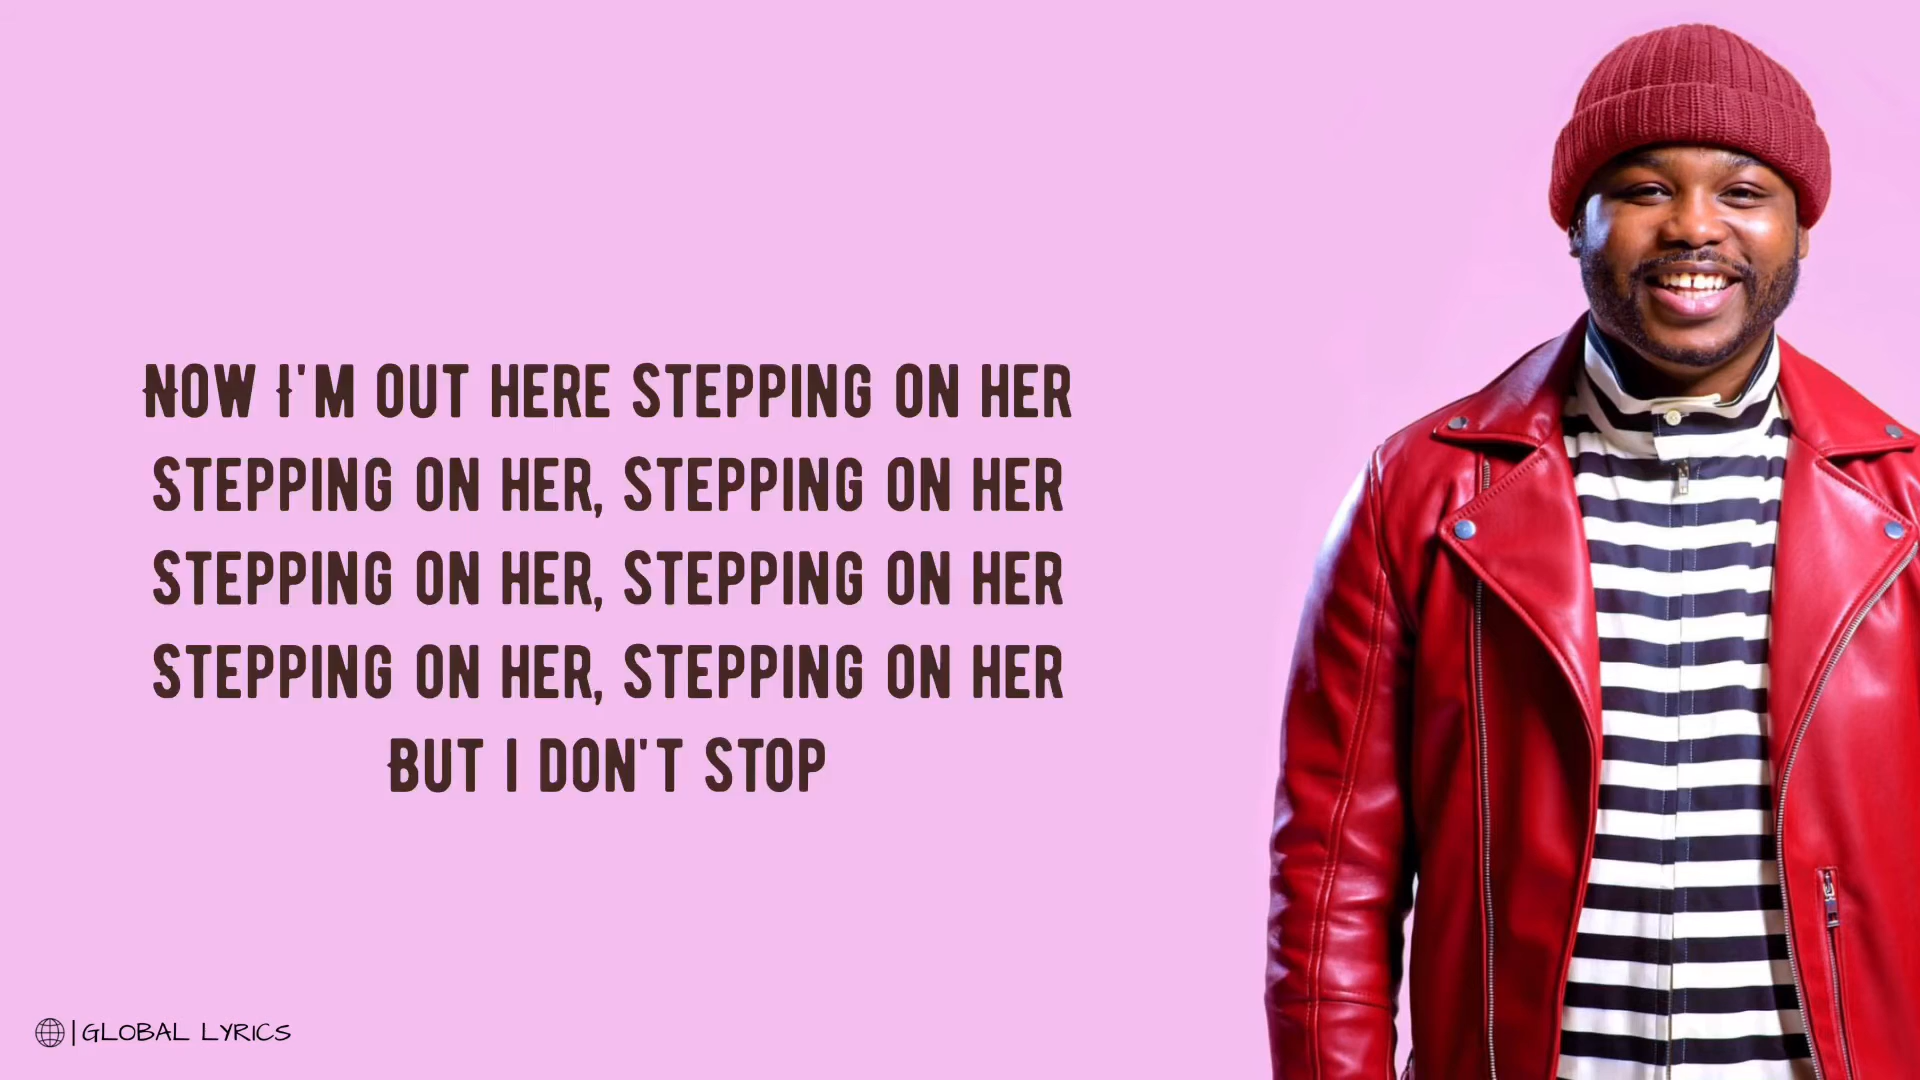 Now I'm out here stepping on her
Stepping on her, stepping on her
Stepping on her, stepping on her
Stepping on her, stepping on her
But I don't stop
|GLOBAL LYRICS